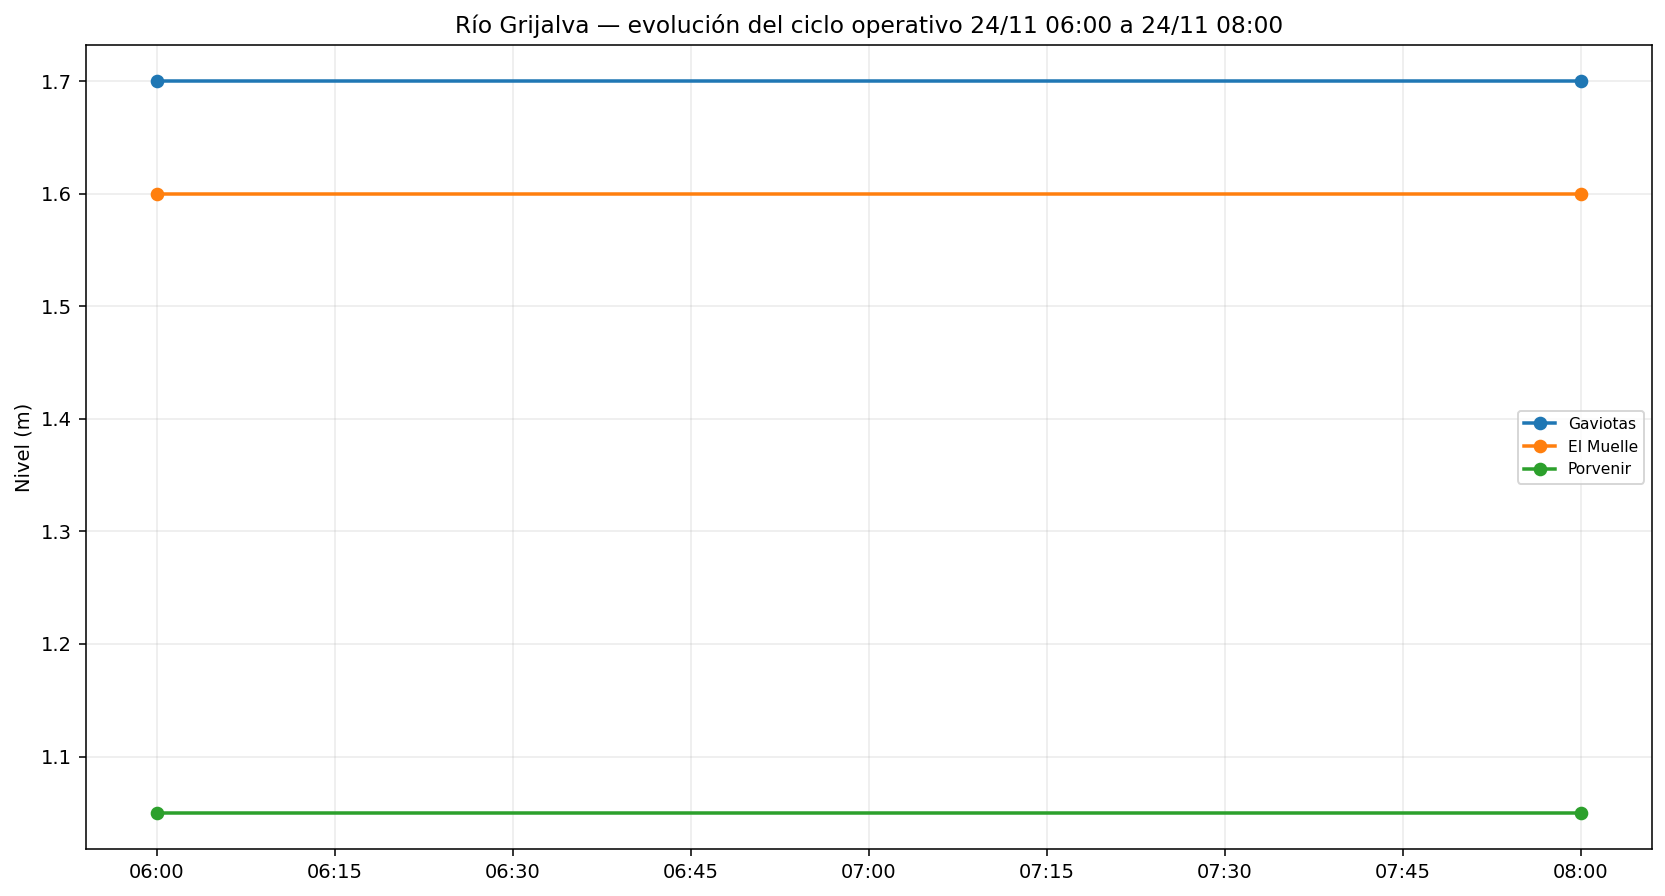 Río Grijalva — evolución del ciclo operativo 24/11 06:00 a 24/11 08:00
Nivel (m)
1.7
1.6
1.5
1.4
1.3
1.2
1.1
Gaviotas
El Muelle
Porvenir
06:00 06:15 06:30 06:45 07:00 07:15 07:30 07:45 08:00